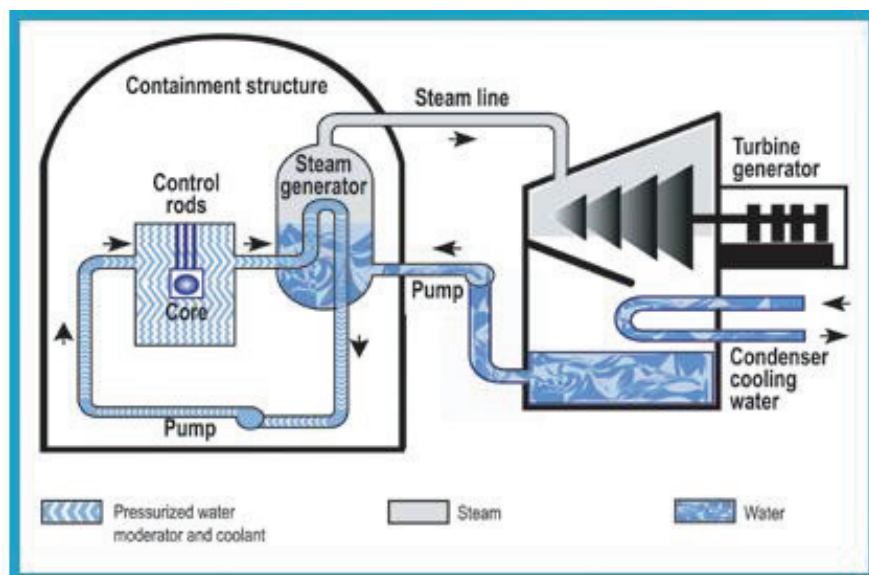 Containment structure
Steam line
Steam
generator
Turbine
generator
Control
rods
Core
Pump
Pump
Condenser
cooling
water
Pressurized water
moderator and coolant
Steam
Water